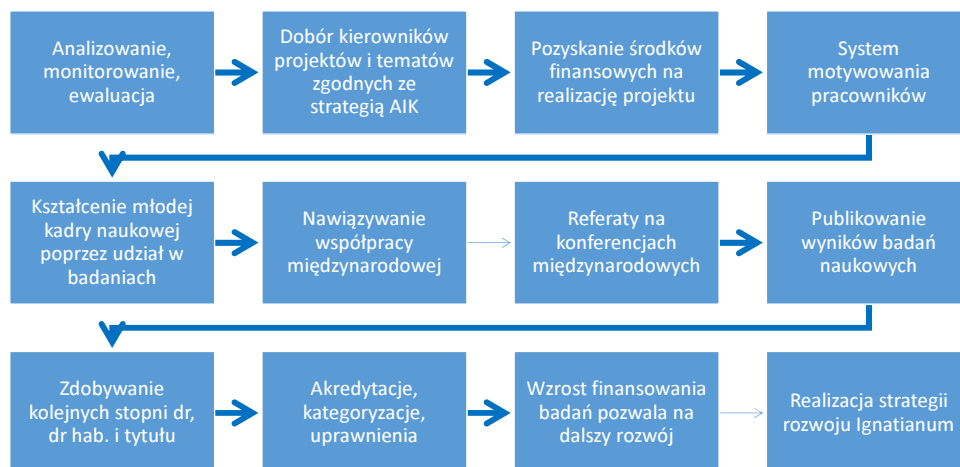 Analizowanie,
monitorowanie,
ewaluacja
Dobór kierowników
projektów i tematów
zgodnych ze
strategią AIK
Pozyskanie środków
finansowych na
realizację projektu
System
motywowania
pracowników
Kształcenie młodej
kadry naukowej
poprzez udział w
badaniach
Nawiązywanie
współpracy
międzynarodowej
Referaty na
konferencjach
międzynarodowych
Publikowanie
wyników badań
naukowych
Zdobywanie
kolejnych stopni dr,
dr hab. i tytułu
Akredytacje,
kategoryzacje,
uprawnienia
Wzrost finansowania
badań pozwala na
dalszy rozwój
Realizacja strategii
rozwoju Ignatianum